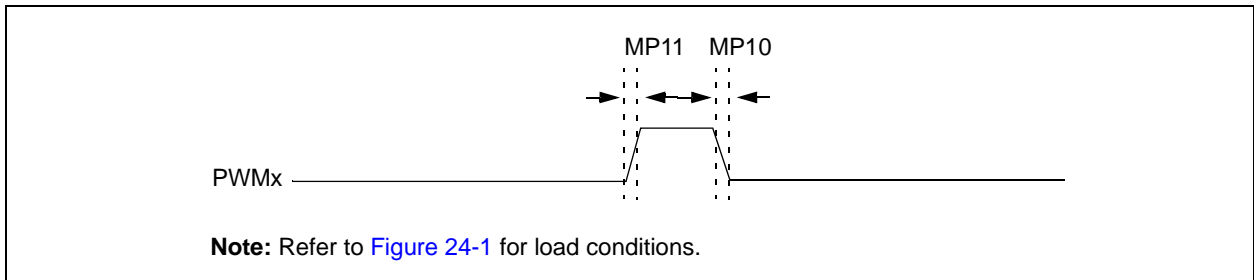 MP11 MP10
PWMx
Note: Refer to Figure 24-1 for load conditions.